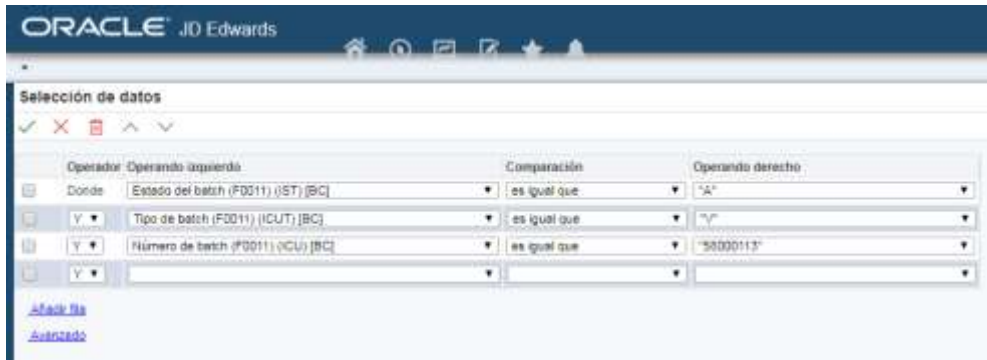 ORACLE® JD Edwards
Selección de datos
Operador Operando izquierdo Comparación Operando derecho
Donde Estado del batch (F0011) (IST) [BC] es igual que "A"
Y Tipo de batch (F0011) (ICUT) [BC] es igual que "V"
Y Número de batch (F0011) (ICU) [BC] es igual que "58000113"
Y
Añadir fila
Avanzado